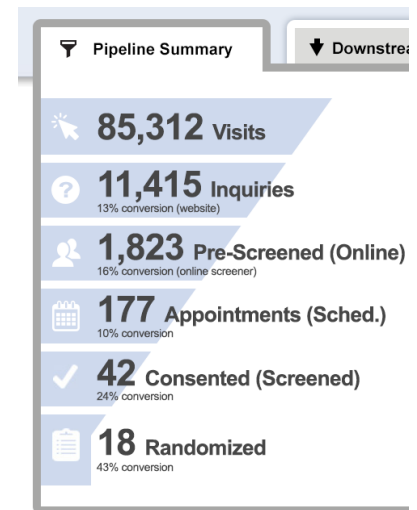 Pipeline Summary
Downstrea
85,312 Visits
11,415 Inquiries
13% conversion (website)
1,823 Pre-Screened (Online)
16% conversion (online screener)
177 Appointments (Sched.)
10% conversion
42 Consented (Screened)
24% conversion
18 Randomized
43% conversion